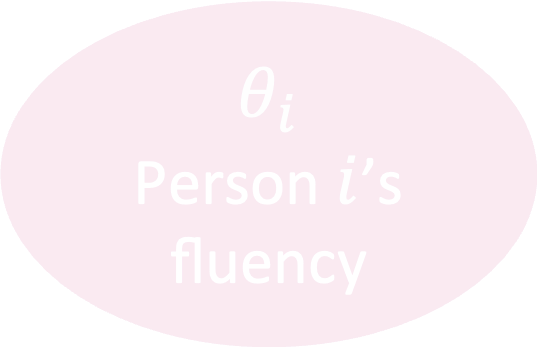 θᵢ
Person i’s
fluency